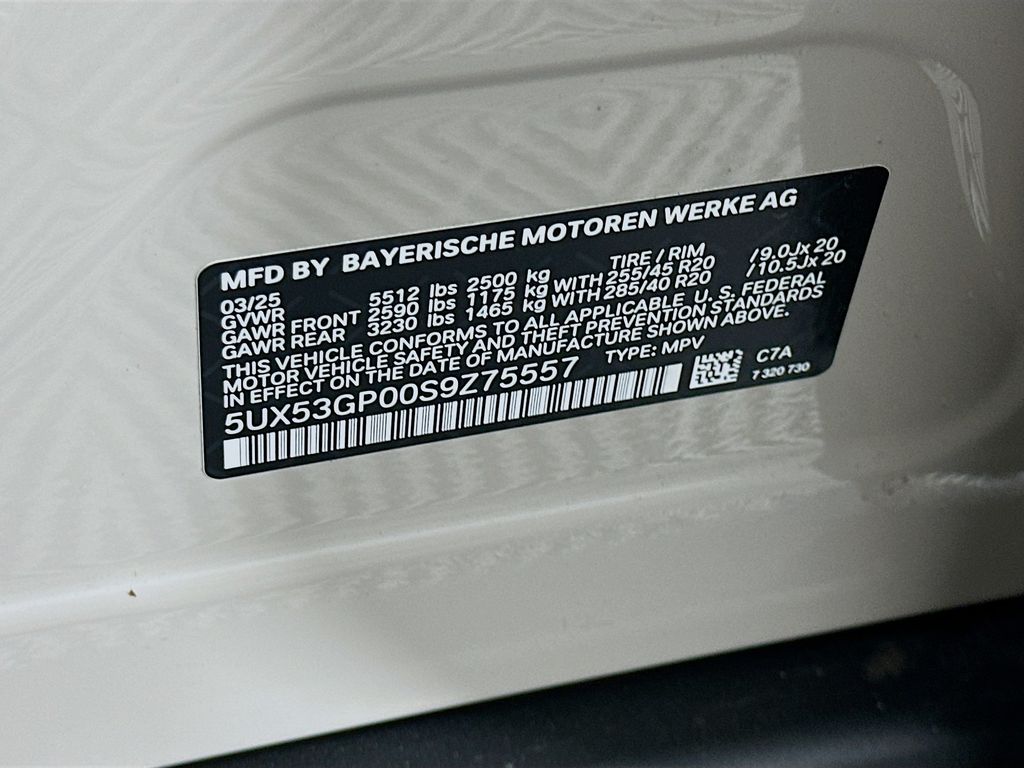 MFD BY BAYERISCHE MOTOREN WERKE AG
03/25 TIRE / RIM
GVWR 5512 lbs 2500 kg
GAWR FRONT 2590 lbs 1175 kg WITH 255/45 R20 /9.0Jx 20
GAWR REAR 3230 lbs 1465 kg WITH 285/40 R20 /10.5Jx 20
THIS VEHICLE CONFORMS TO ALL APPLICABLE U. S. FEDERAL
MOTOR VEHICLE SAFETY AND THEFT PREVENTION STANDARDS
IN EFFECT ON THE DATE OF MANUFACTURE SHOWN ABOVE.
5UX53GP00S9Z75557 TYPE: MPV
C7A
7 320 730